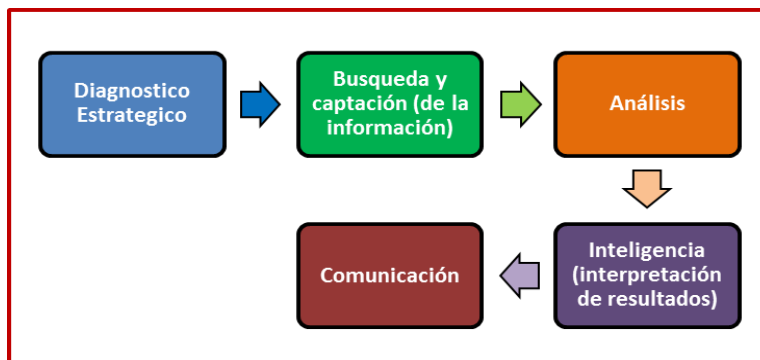 Diagnostico
Estrategico
Busqueda y
captación (de la
información)
Análisis
Inteligencia
(interpretación
de resultados)
Comunicación